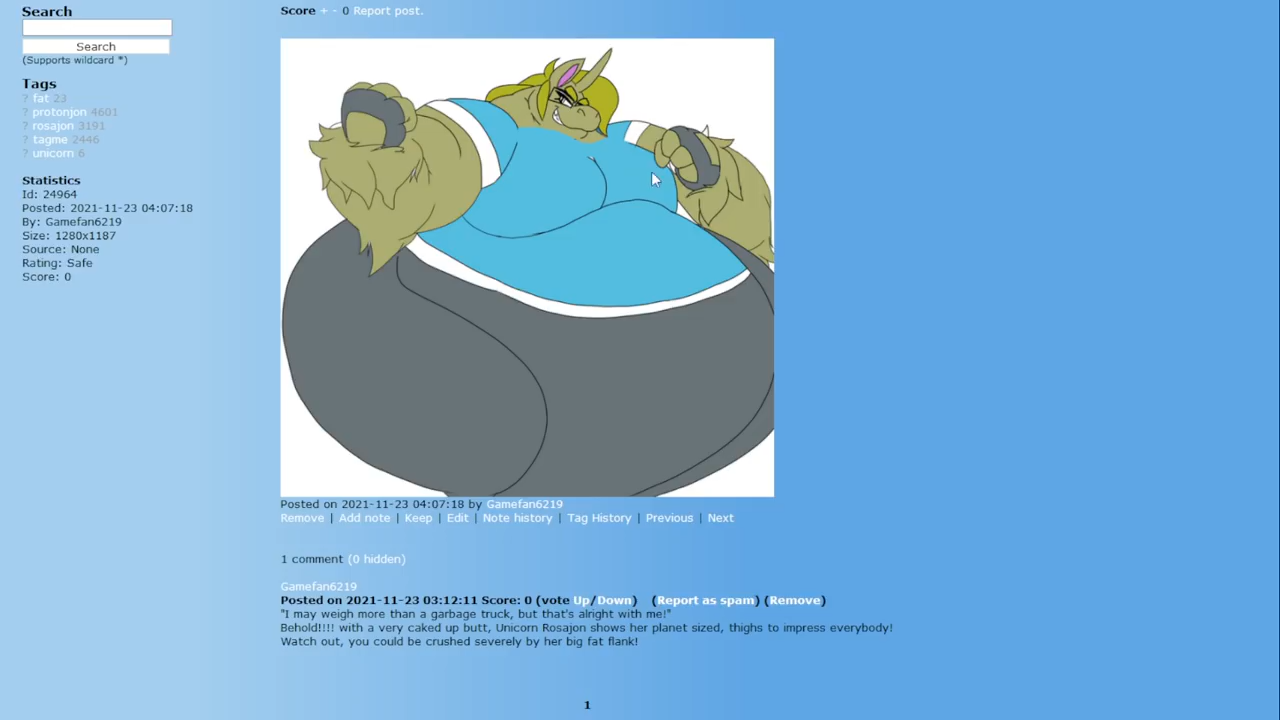 Search
Search
(Supports wildcard *)
Tags
? fat 23
? protonjon 4601
? rosajon 3191
? tagme 2446
? unicorn 6
Statistics
Id: 24964
Posted: 2021-11-23 04:07:18
By: Gamefan6219
Size: 1280x1187
Source: None
Rating: Safe
Score: 0
Score + - 0 Report post.
Posted on 2021-11-23 04:07:18 by Gamefan6219
Remove | Add note | Keep | Edit | Note history | Tag History | Previous | Next
1 comment (0 hidden)
Gamefan6219
Posted on 2021-11-23 03:12:11 Score: 0 (vote Up/Down) (Report as spam) (Remove)
"I may weigh more than a garbage truck, but that's alright with me!"
Behold!!!! with a very caked up butt, Unicorn Rosajon shows her planet sized, thighs to impress everybody!
Watch out, you could be crushed severely by her big fat flank!
1